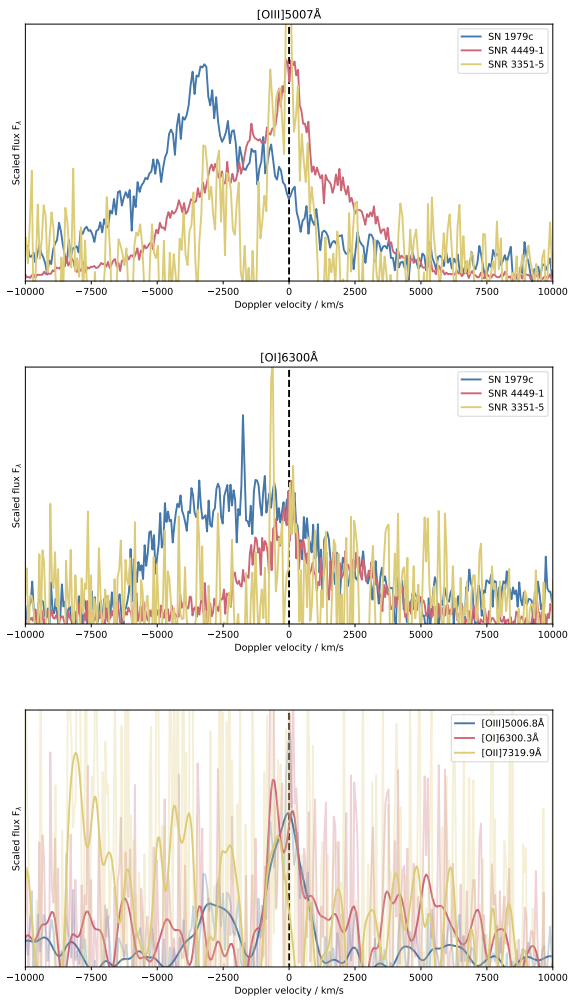 [OIII]5007Å
Scaled flux Fλ
SN 1979c
SNR 4449-1
SNR 3351-5
−10000 −7500 −5000 −2500 0 2500 5000 7500 10000
Doppler velocity / km/s
[OI]6300Å
Scaled flux Fλ
SN 1979c
SNR 4449-1
SNR 3351-5
−10000 −7500 −5000 −2500 0 2500 5000 7500 10000
Doppler velocity / km/s
Scaled flux Fλ
[OIII]5006.8Å
[OI]6300.3Å
[OII]7319.9Å
−10000 −7500 −5000 −2500 0 2500 5000 7500 10000
Doppler velocity / km/s